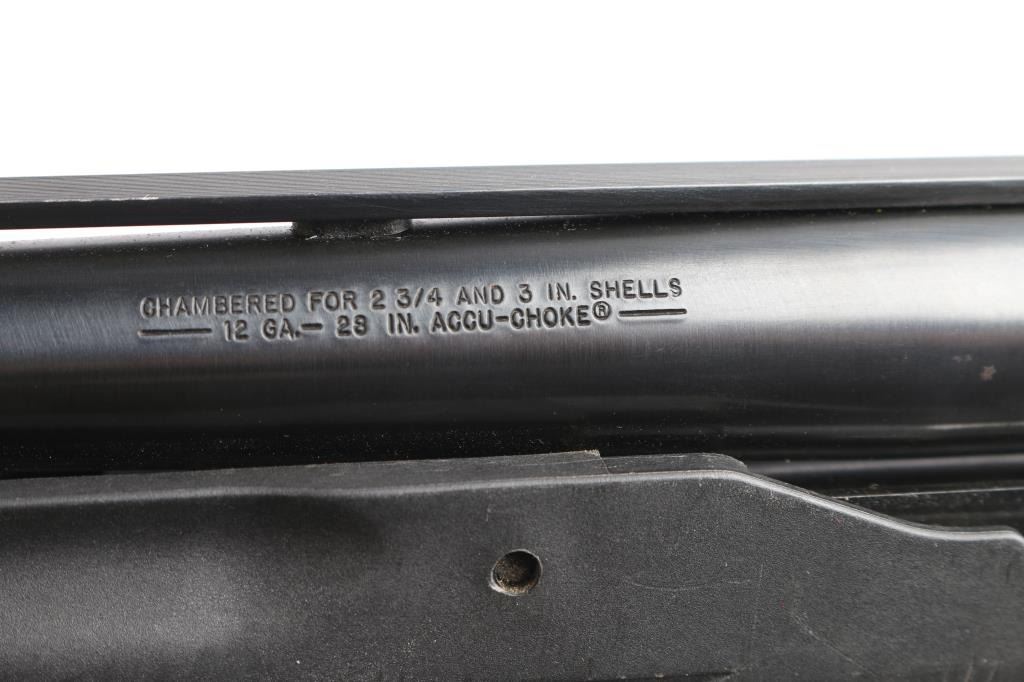 CHAMBERED FOR 2 3/4 AND 3 IN. SHELLS
12 GA.— 28 IN. ACCU-CHOKE®